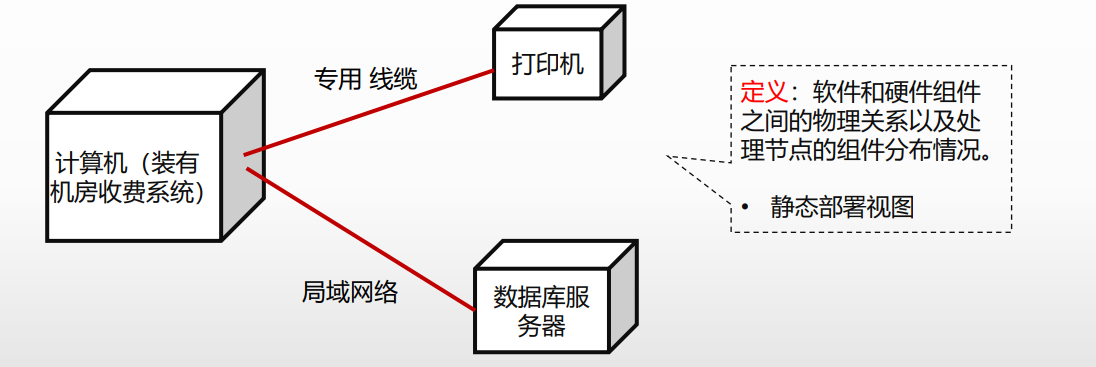 打印机
专用 线缆
计算机（装有
机房收费系统）
定义：软件和硬件组件
之间的物理关系以及处
理节点的组件分布情况。
• 静态部署视图
局域网络
数据库服
务器